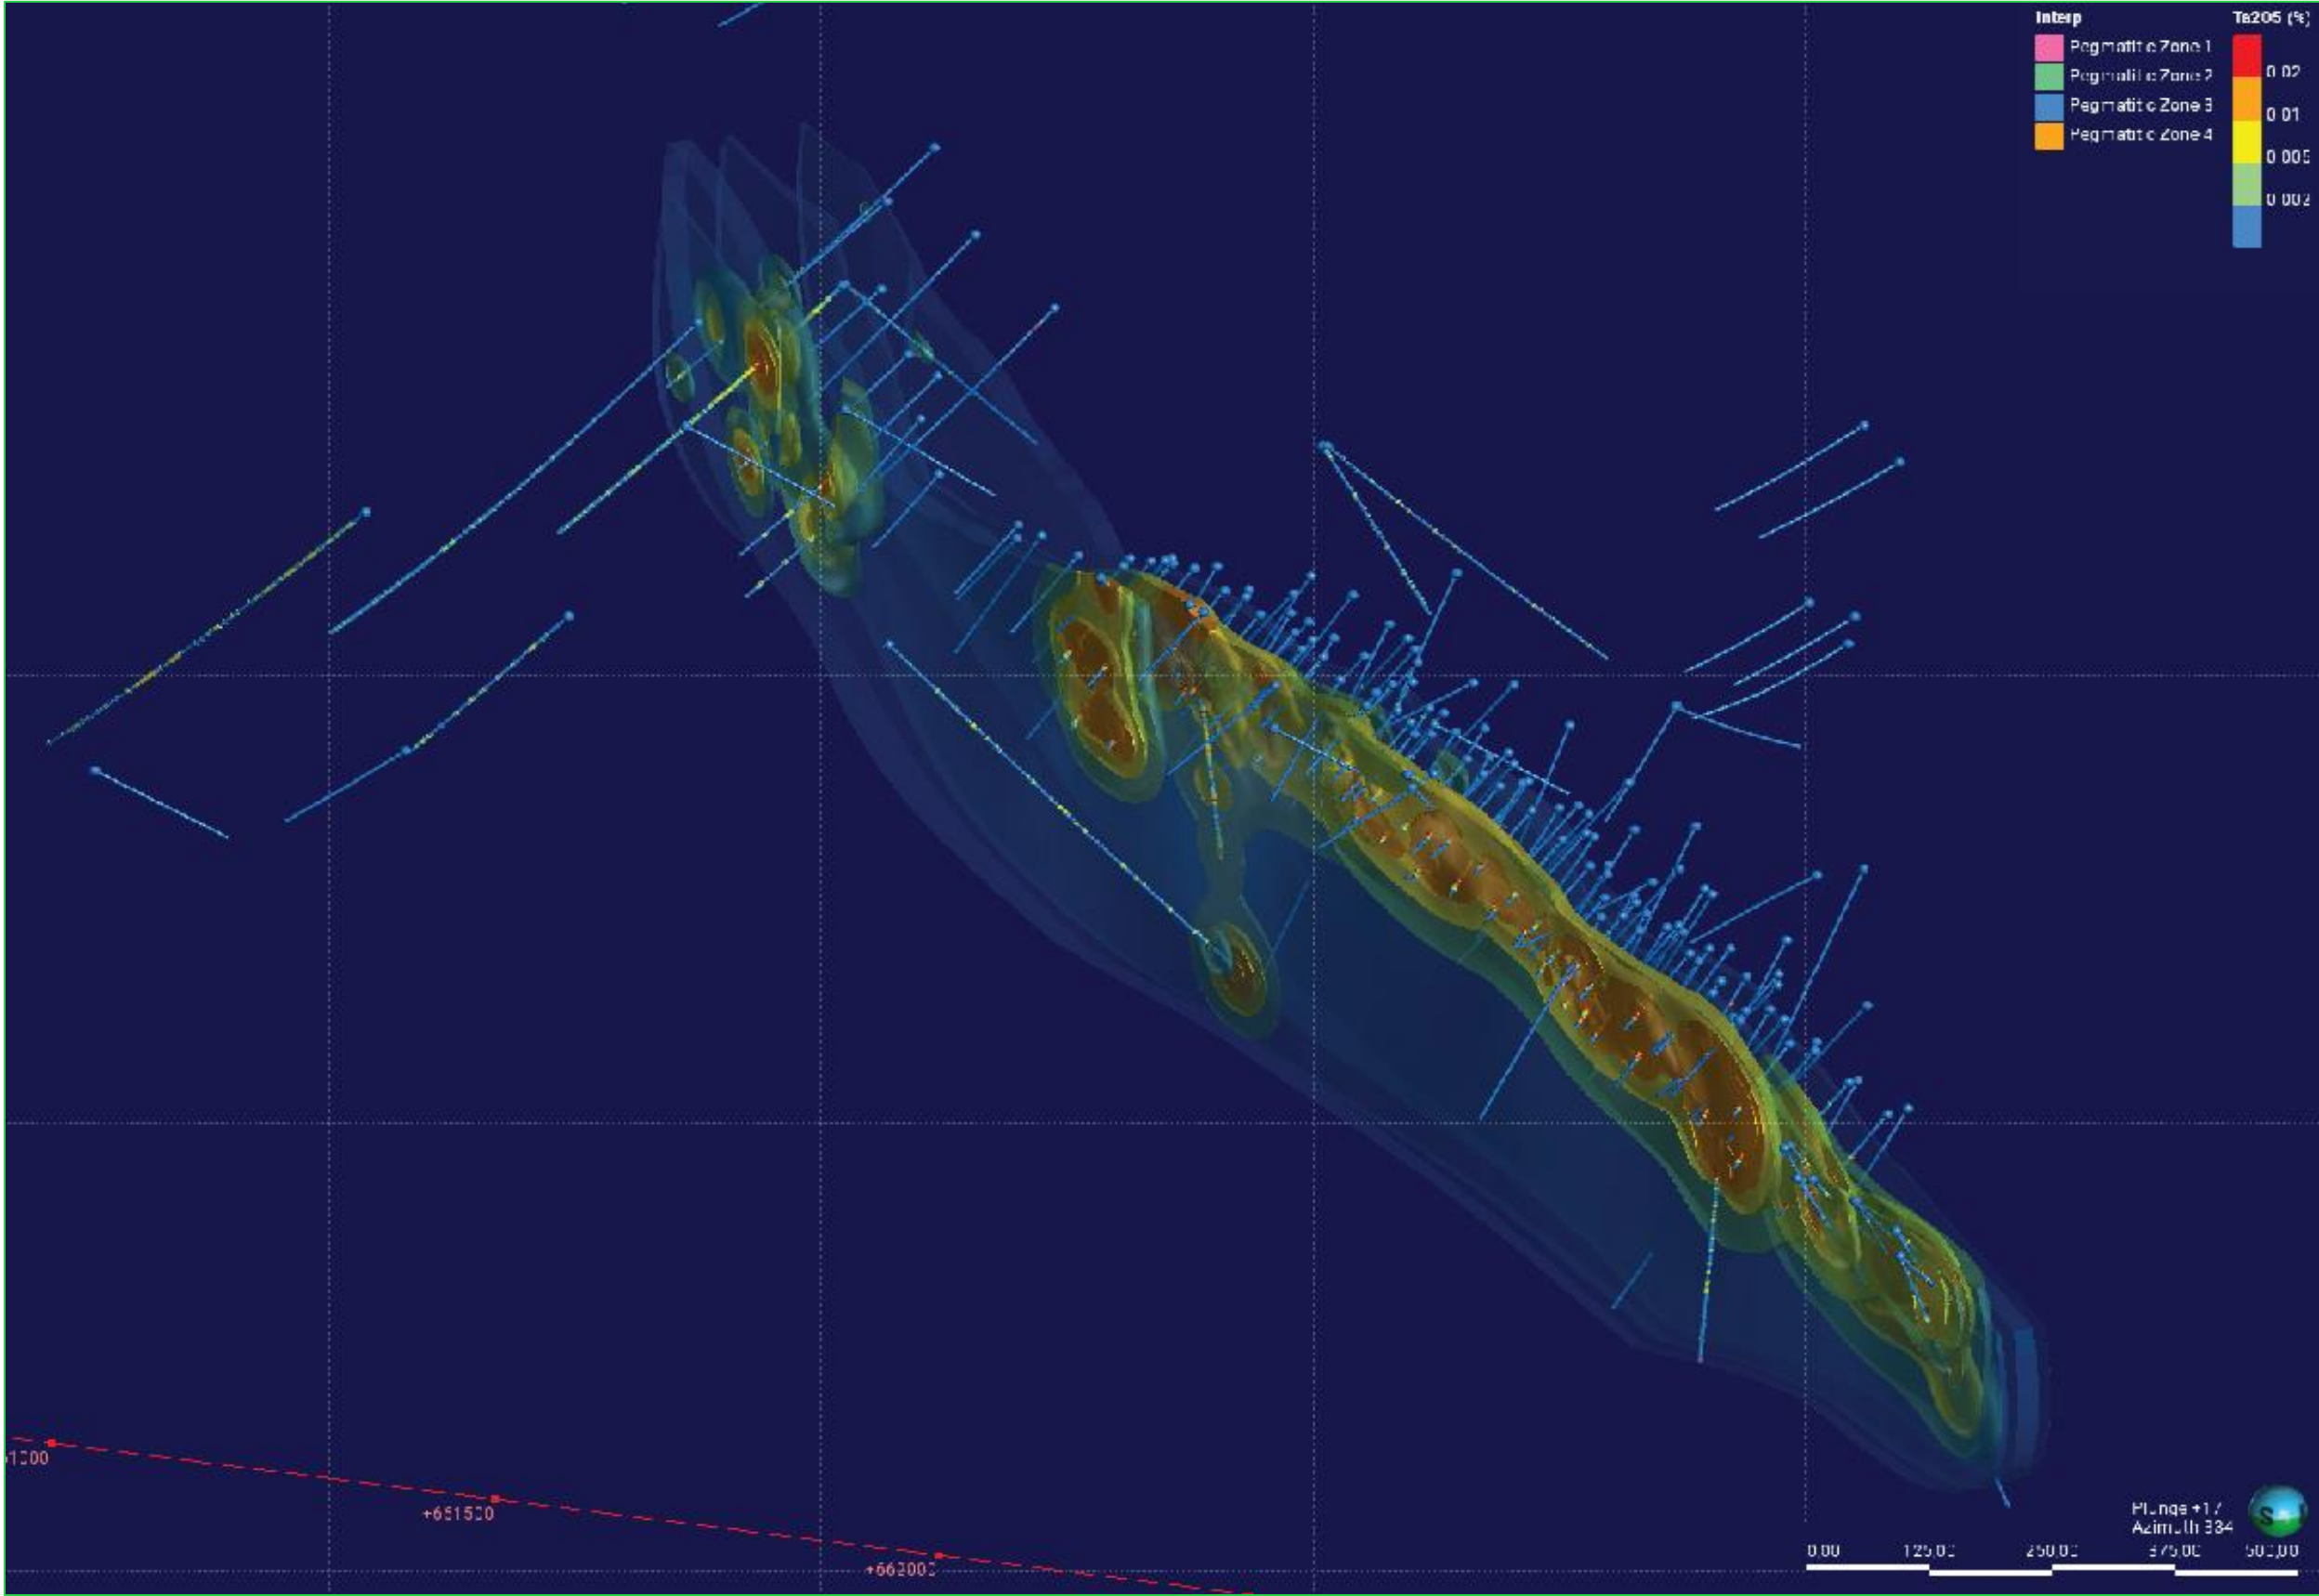 Interp
Pegmatitic Zone 1
Pegmatitic Zone 2
Pegmatitic Zone 3
Pegmatitic Zone 4
Ta2O5 (%)
0.02
0.01
0.005
0.002
+661500
+662000
Plunge +17
Azimuth 334
0,00 125,00 250,00 375,00 500,00